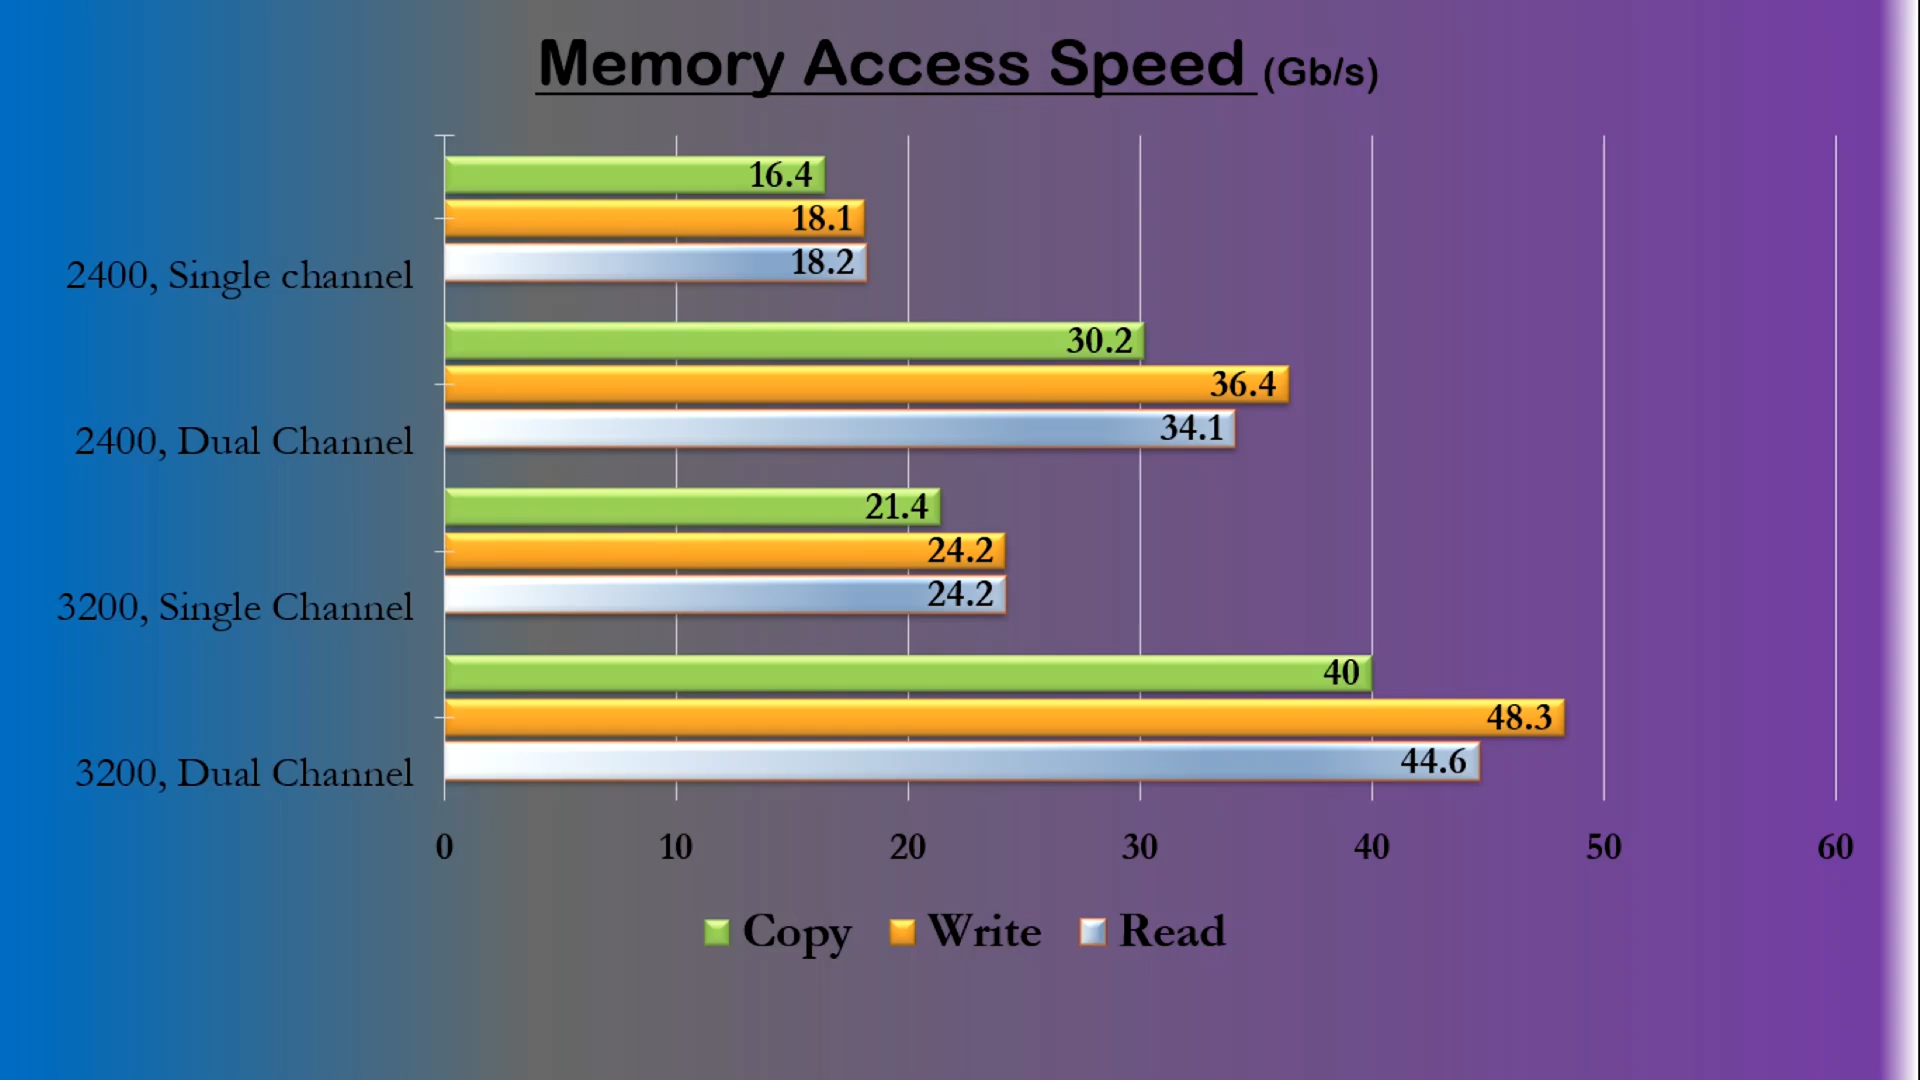 Memory Access Speed (Gb/s)
16.4
18.1
18.2
2400, Single channel
30.2
36.4
34.1
2400, Dual Channel
21.4
24.2
24.2
3200, Single Channel
40
48.3
44.6
3200, Dual Channel
0 10 20 30 40 50 60
Copy Write Read